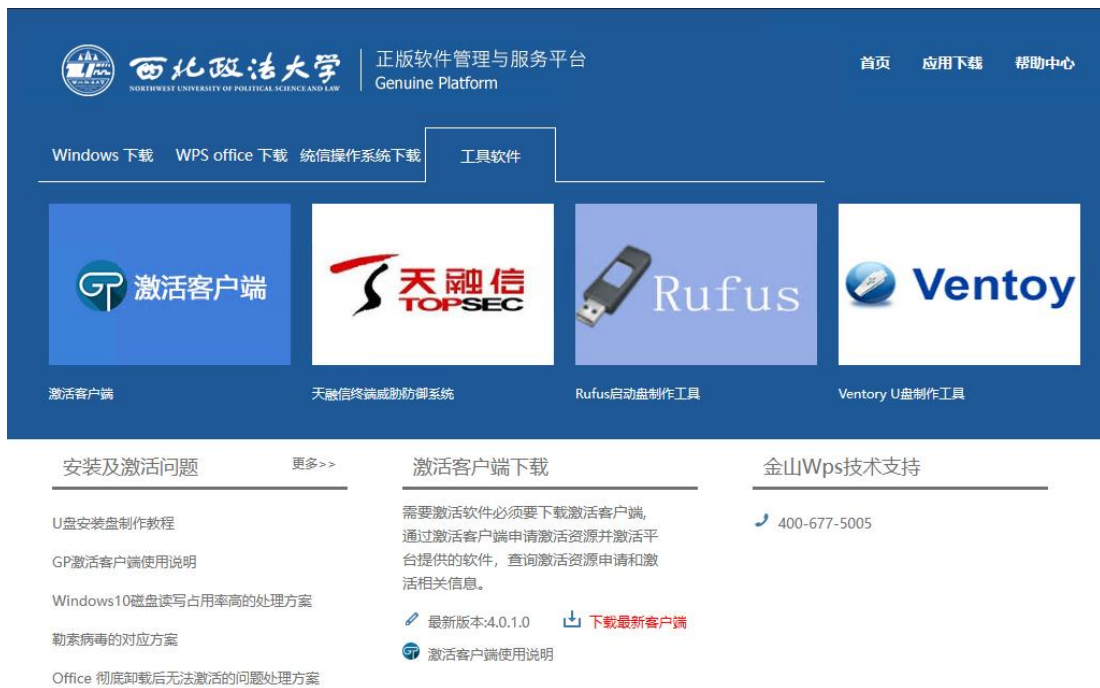 西北政法大学
NORTHWEST UNIVERSITY OF POLITICAL SCIENCE AND LAW
正版软件管理与服务平台
Genuine Platform
首页 应用下载 帮助中心
Windows 下载 WPS office 下载 统信操作系统下载 工具软件
激活客户端
天融信
TOPSEC
Rufus
Ventoy
激活客户端
天融信终端威胁防御系统
Rufus启动盘制作工具
Ventory U盘制作工具
安装及激活问题 更多>>
U盘安装盘制作教程
GP激活客户端使用说明
Windows10磁盘读写占用率高的处理方案
勒索病毒的对应方案
Office 彻底卸载后无法激活的问题处理方案
激活客户端下载
需要激活软件必须要下载激活客户端,
通过激活客户端申请激活资源并激活平
台提供的软件，查询激活资源申请和激
活相关信息。
最新版本:4.0.1.0 下载最新客户端
激活客户端使用说明
金山Wps技术支持
400-677-5005